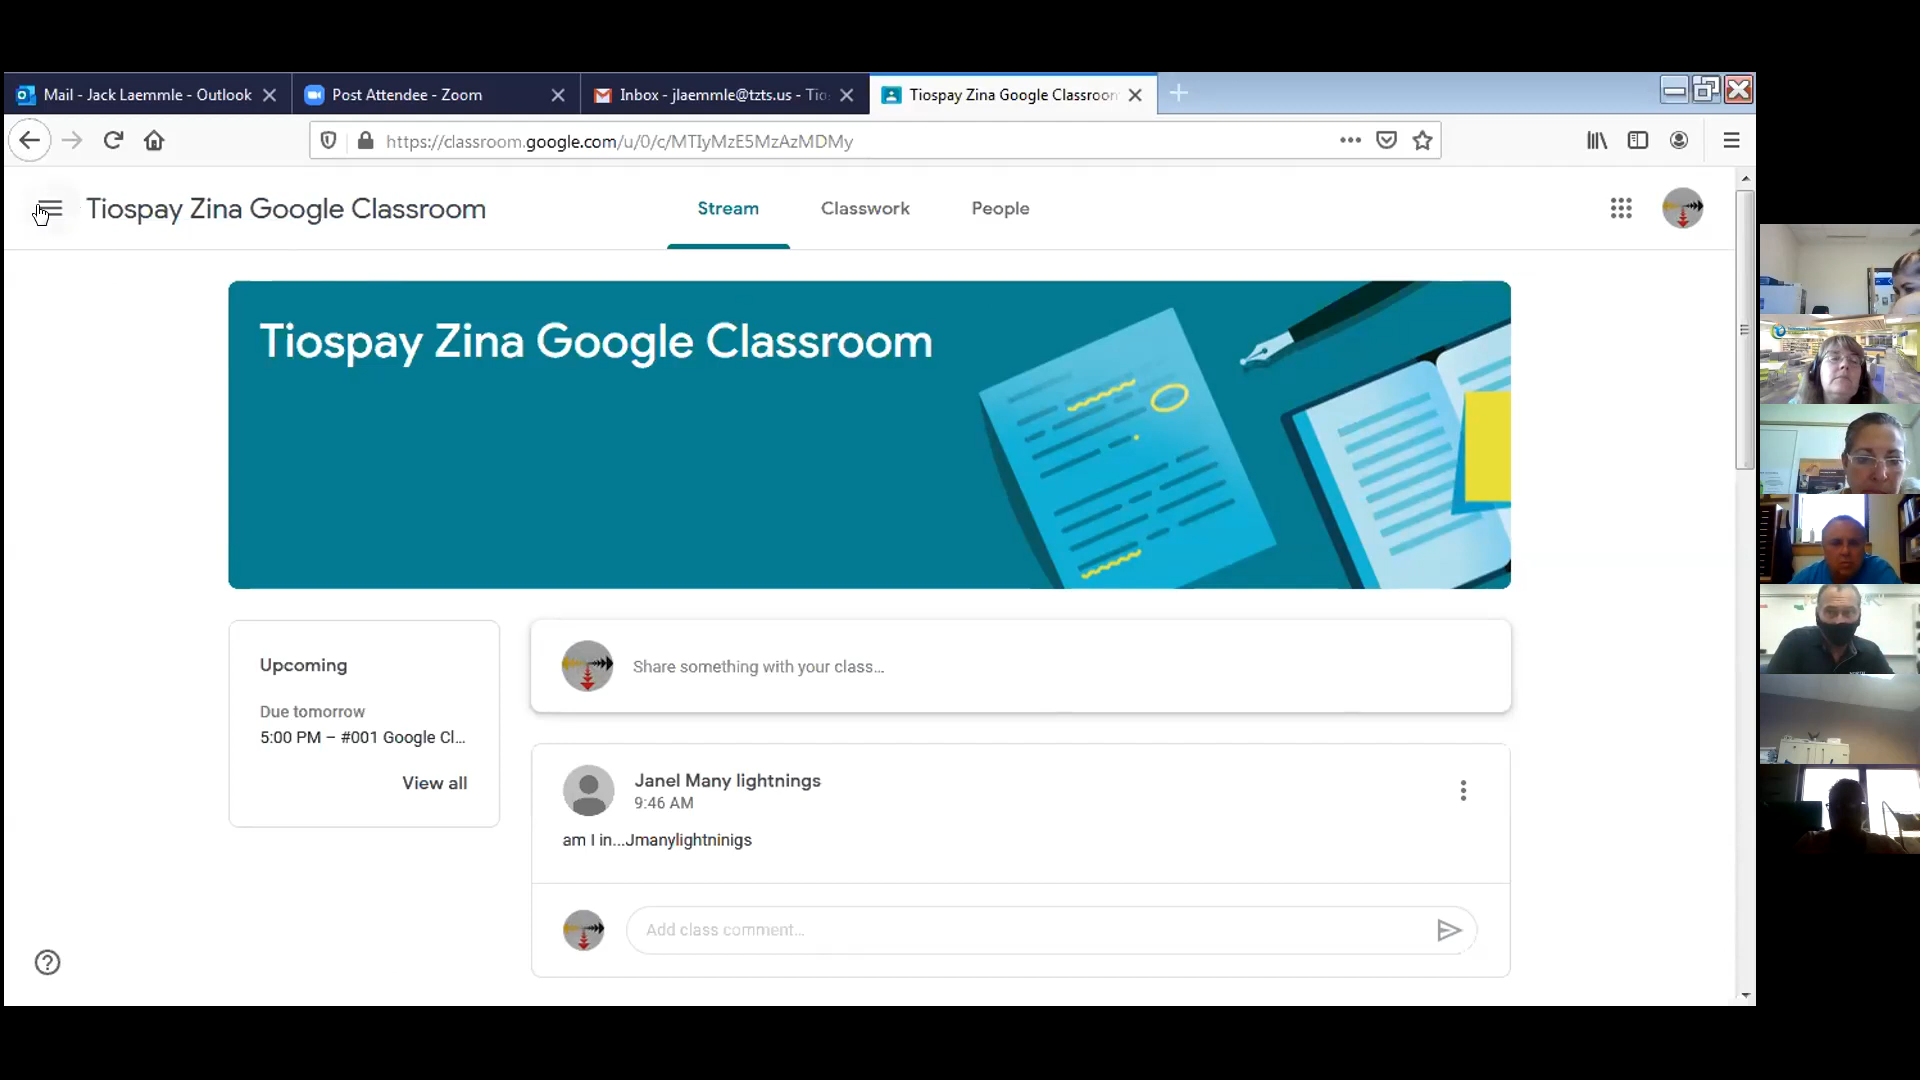 Mail - Jack Laemmle - Outlook
Post Attendee - Zoom
Inbox - jlaemmle@tzts.us - Tio
Tiospay Zina Google Classroom
https://classroom.google.com/u/0/c/MTIyMzE5MzAzMDMy
Tiospay Zina Google Classroom
Stream
Classwork
People
Tiospay Zina Google Classroom
Upcoming
Due tomorrow
5:00 PM – #001 Google Cl...
View all
Share something with your class...
Janel Many lightnings
9:46 AM
am I in...Jmanylightninigs
Add class comment...